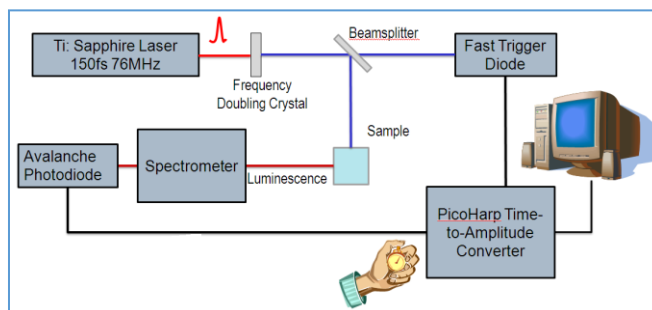 Ti: Sapphire Laser
150fs 76MHz
Beamsplitter
Fast Trigger
Diode
Frequency
Doubling Crystal
Sample
Avalanche
Photodiode
Spectrometer
Luminescence
PicoHarp Time-
to-Amplitude
Converter